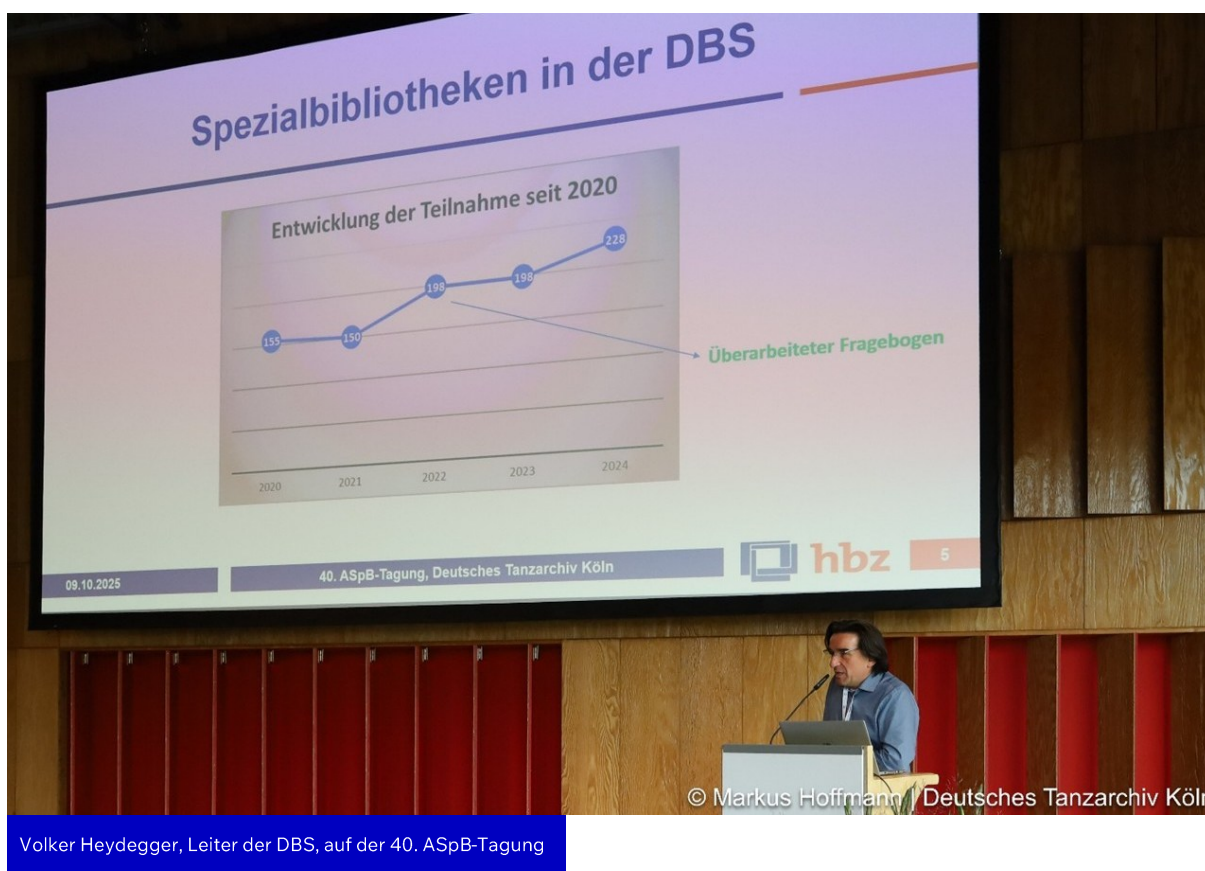 Spezialbibliotheken in der DBS
Entwicklung der Teilnahme seit 2020
155
150
198
198
228
Überarbeiteter Fragebogen
2020
2021
2022
2023
2024
09.10.2025
40. ASpB-Tagung, Deutsches Tanzarchiv Köln
hbz
5
© Markus Hoffmann | Deutsches Tanzarchiv Köln
Volker Heydegger, Leiter der DBS, auf der 40. ASpB-Tagung